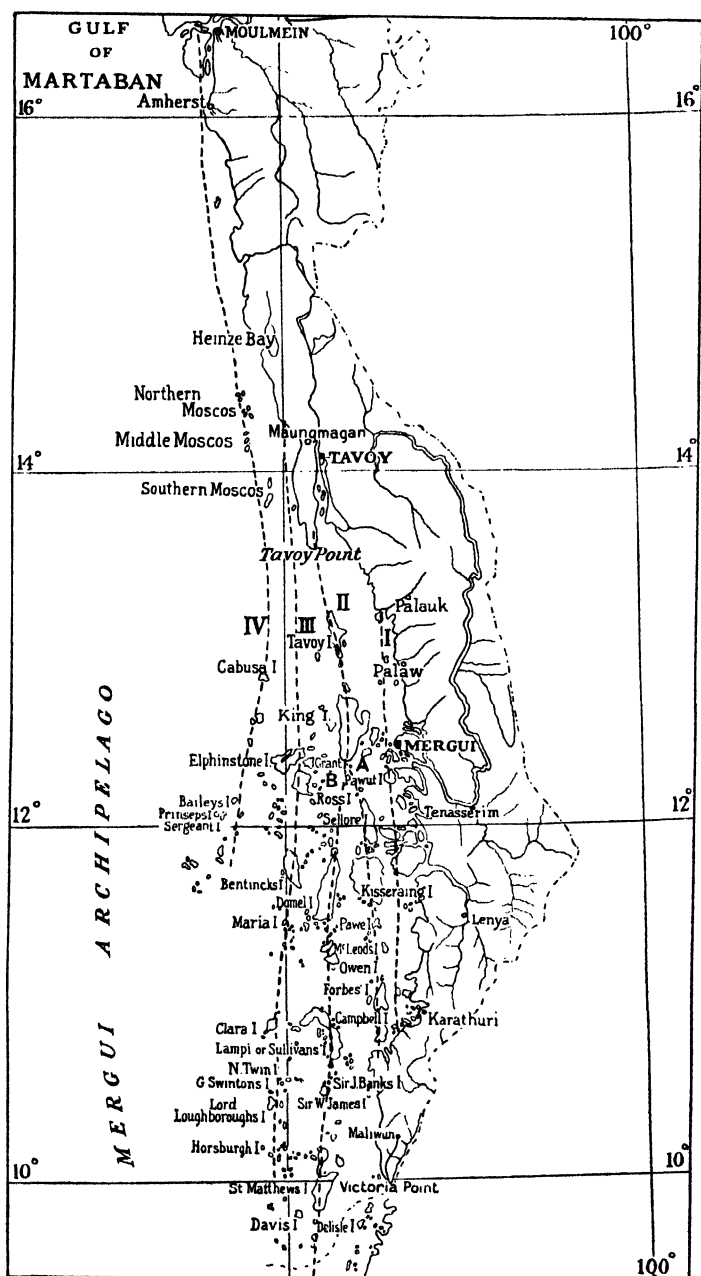 GULF
OF
MARTABAN
MOULMEIN
100°
Amherst
16°
16°
Heinze Bay
Northern
Moscos
Maungmagan
Middle Moscos
TAVOY
14°
14°
Southern Moscos
Tavoy Point
II
Palauk
IV
III
I
Tavoy I
Cabusa I
Palaw
King I
MERGUI
Elphinstone I
Grant I
A
B
Pawut I
Baileys I
Ross I
Prinseps I
Tenasserim
12°
12°
Sergeant I
Sellore I
Bentincks I
Kisseraing I
Domel I
Maria I
Pawe I
Lenya
McLeods I
Owen I
Forbes' I
Clara I
Campbell I
Karathuri
Lampi or Sullivans I
N. Twin I
G Swintons I
Sir J. Banks I
Lord
Loughboroughs I
Sir W James I
Maliwun
Horsburgh I
10°
10°
St Matthews I
Victoria Point
Davis I
Delisle I
100°
MERGUI ARCHIPELAGO